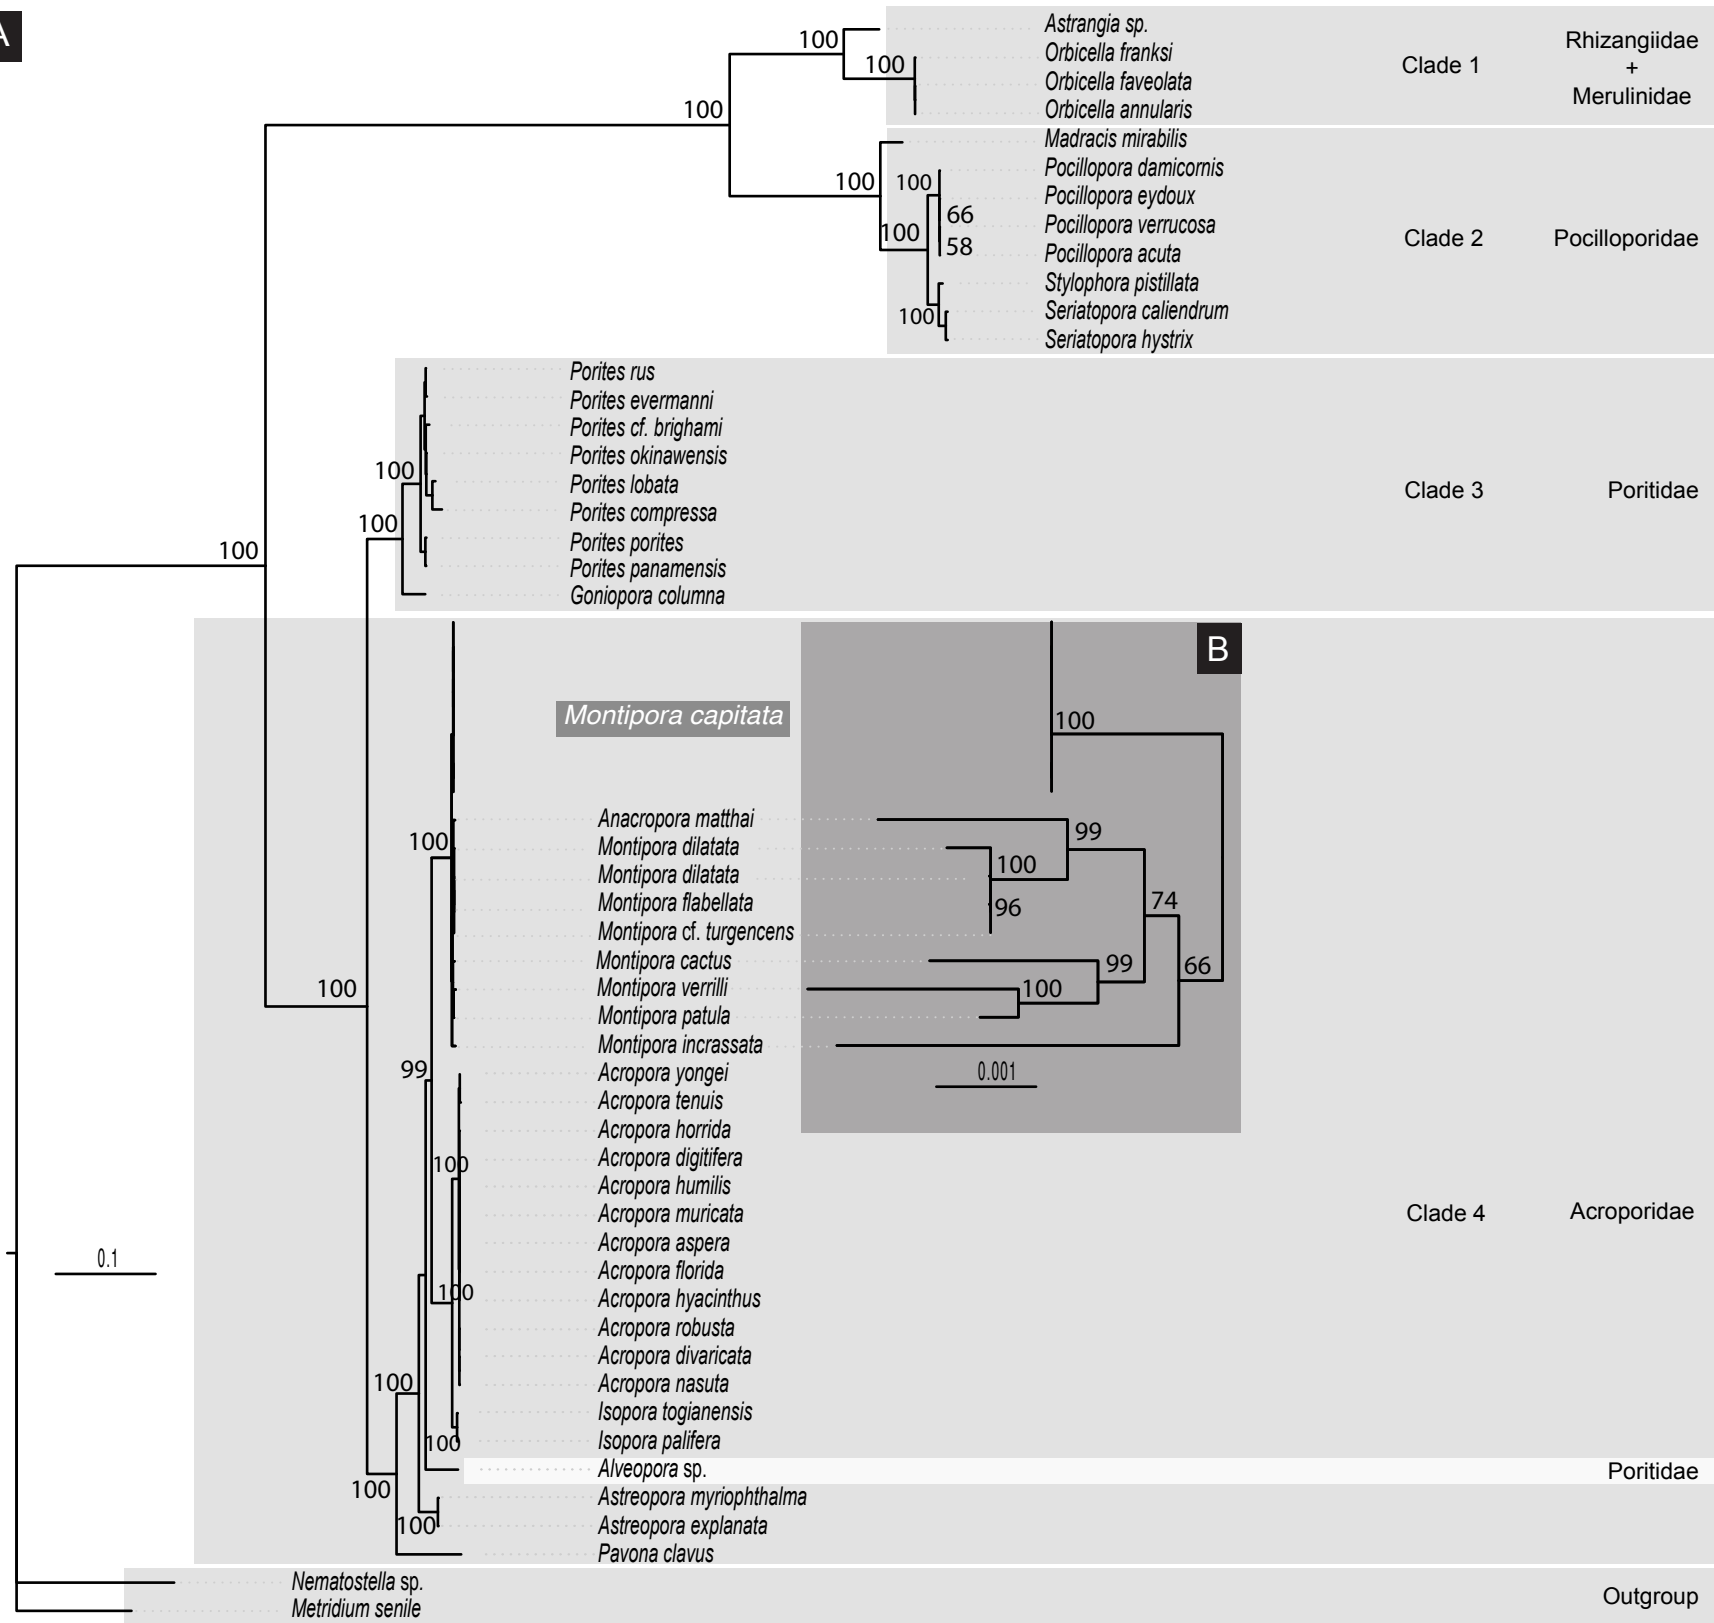 A
100
Astrangia sp.
Orbicella franksi
100
Orbicella faveolata
Orbicella annularis
Clade 1
Rhizangiidae
+
Merulinidae
100
Madracis mirabilis
100
Pocillopora damicornis
100
Pocillopora eydoux
66
Pocillopora verrucosa
100
58
Pocillopora acuta
Clade 2
Pocilloporidae
Stylophora pistillata
100
Seriatopora caliendrum
Seriatopora hystrix
Porites rus
Porites evermanni
Porites cf. brighami
Porites okinawensis
100
Porites lobata
Clade 3
Poritidae
Porites compressa
100
Porites porites
100
Porites panamensis
Goniopora columna
B
Montipora capitata
100
Anacropora matthai
99
100
Montipora dilatata
100
Montipora dilatata
Montipora flabellata
96
74
Montipora cf. turgencens
Montipora cactus
99
66
100
Montipora verrilli
100
Montipora patula
Montipora incrassata
99
Acropora yongei
0.001
Acropora tenuis
Acropora horrida
100
Acropora digitifera
Acropora humilis
Acropora muricata
Clade 4
Acroporidae
Acropora aspera
0.1
Acropora florida
100
Acropora hyacinthus
Acropora robusta
Acropora divaricata
100
Acropora nasuta
Isopora togianensis
100
Isopora palifera
Alveopora sp.
Poritidae
100
Astreopora myriophthalma
100
Astreopora explanata
Pavona clavus
Nematostella sp.
Metridium senile
Outgroup